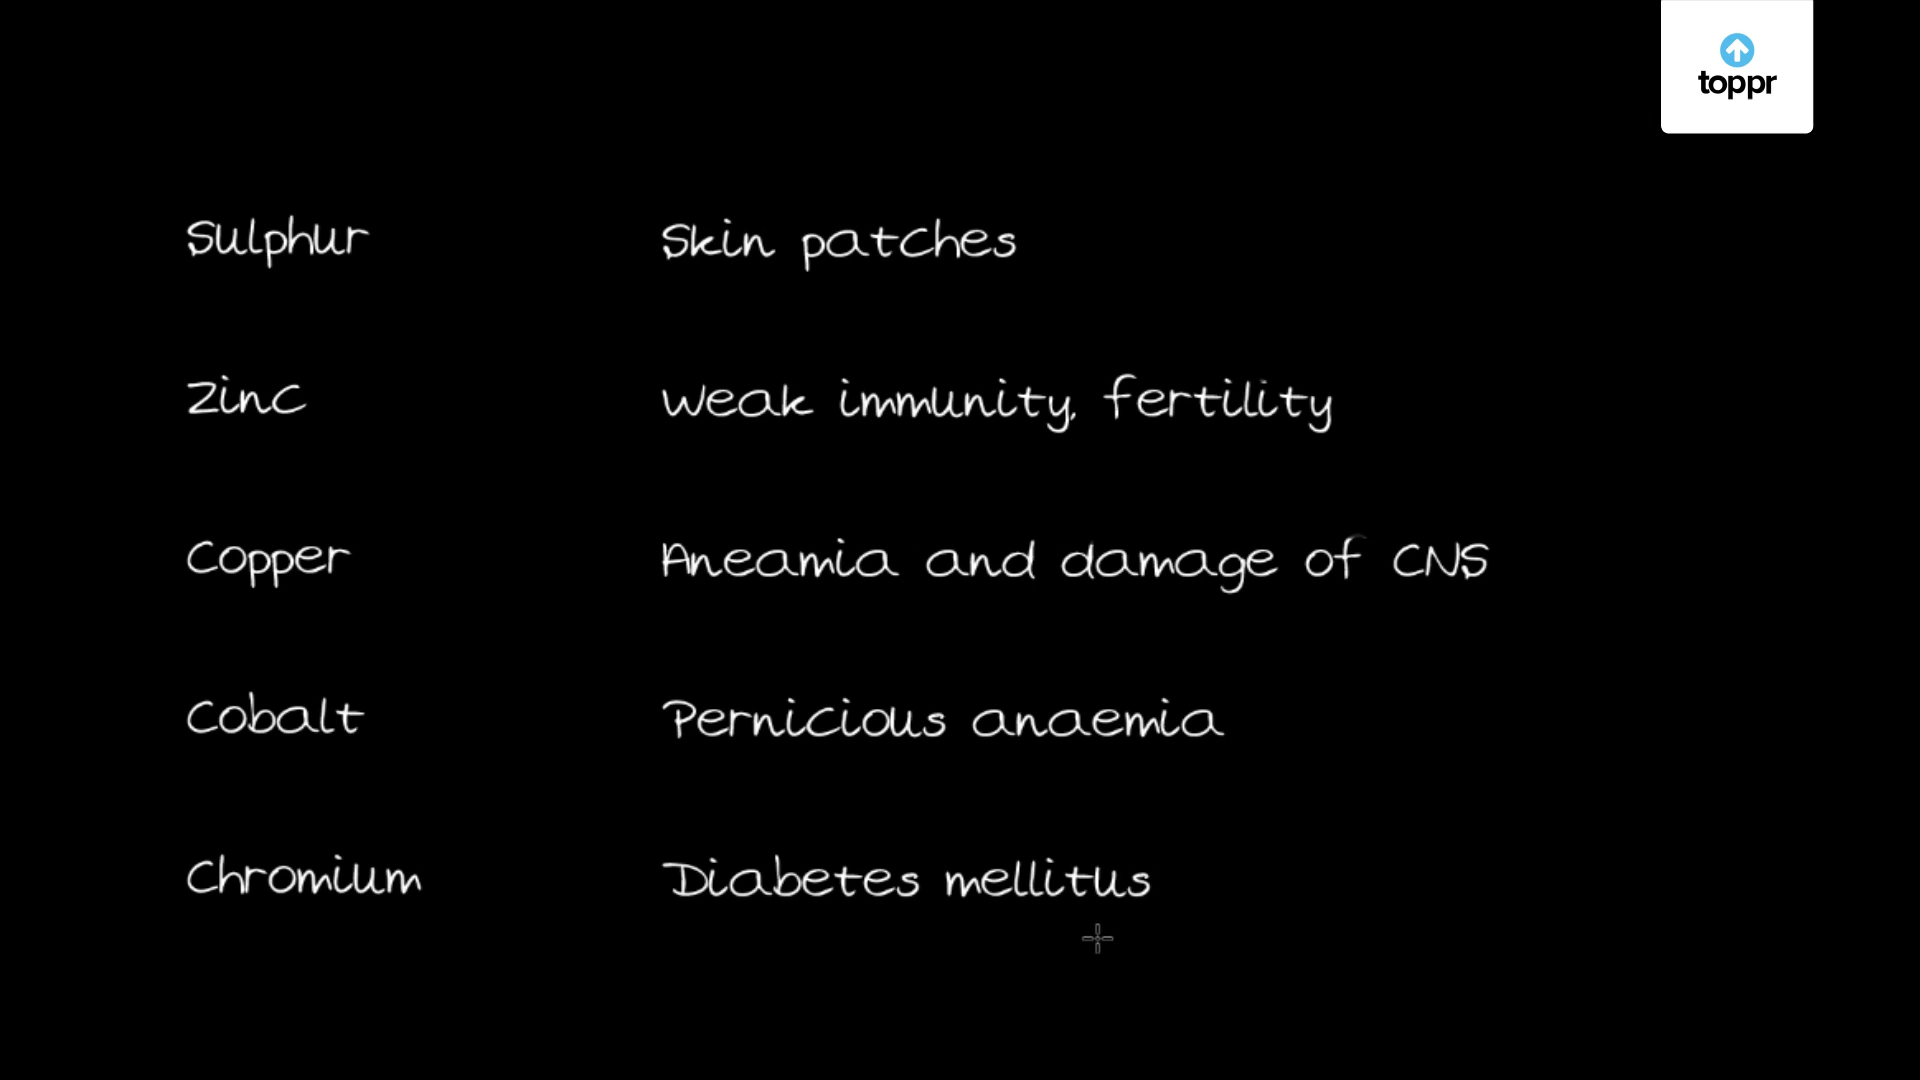 toppr
Sulphur Skin patches
Zinc Weak immunity, fertility
Copper Aneamia and damage of CNS
Cobalt Pernicious anaemia
Chromium Diabetes mellitus